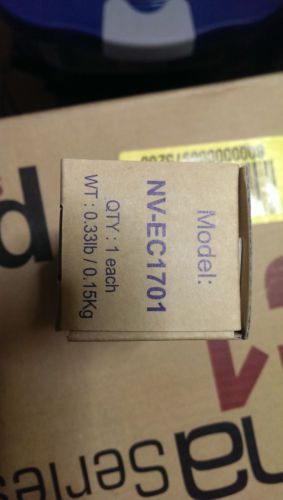 Model:
NV-EC1701
QTY : 1 each
WT : 0.33lb / 0.15Kg
Series